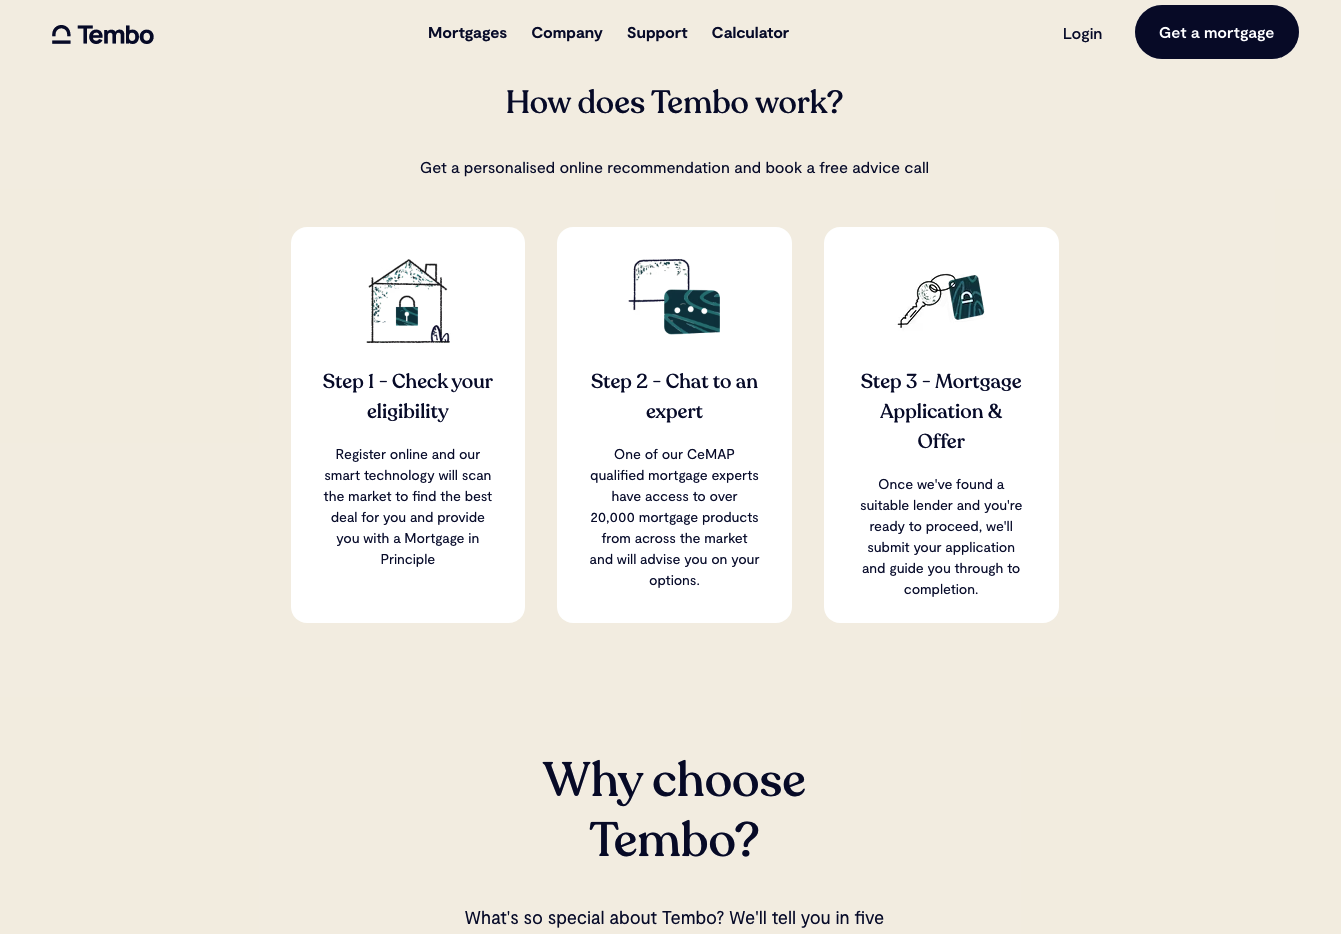 Tembo
Mortgages Company Support Calculator
Login
Get a mortgage
How does Tembo work?
Get a personalised online recommendation and book a free advice call
Step 1 - Check your
eligibility
Register online and our
smart technology will scan
the market to find the best
deal for you and provide
you with a Mortgage in
Principle
Step 2 - Chat to an
expert
One of our CeMAP
qualified mortgage experts
have access to over
20,000 mortgage products
from across the market
and will advise you on your
options.
Step 3 - Mortgage
Application &
Offer
Once we've found a
suitable lender and you're
ready to proceed, we'll
submit your application
and guide you through to
completion.
Why choose
Tembo?
What's so special about Tembo? We'll tell you in five